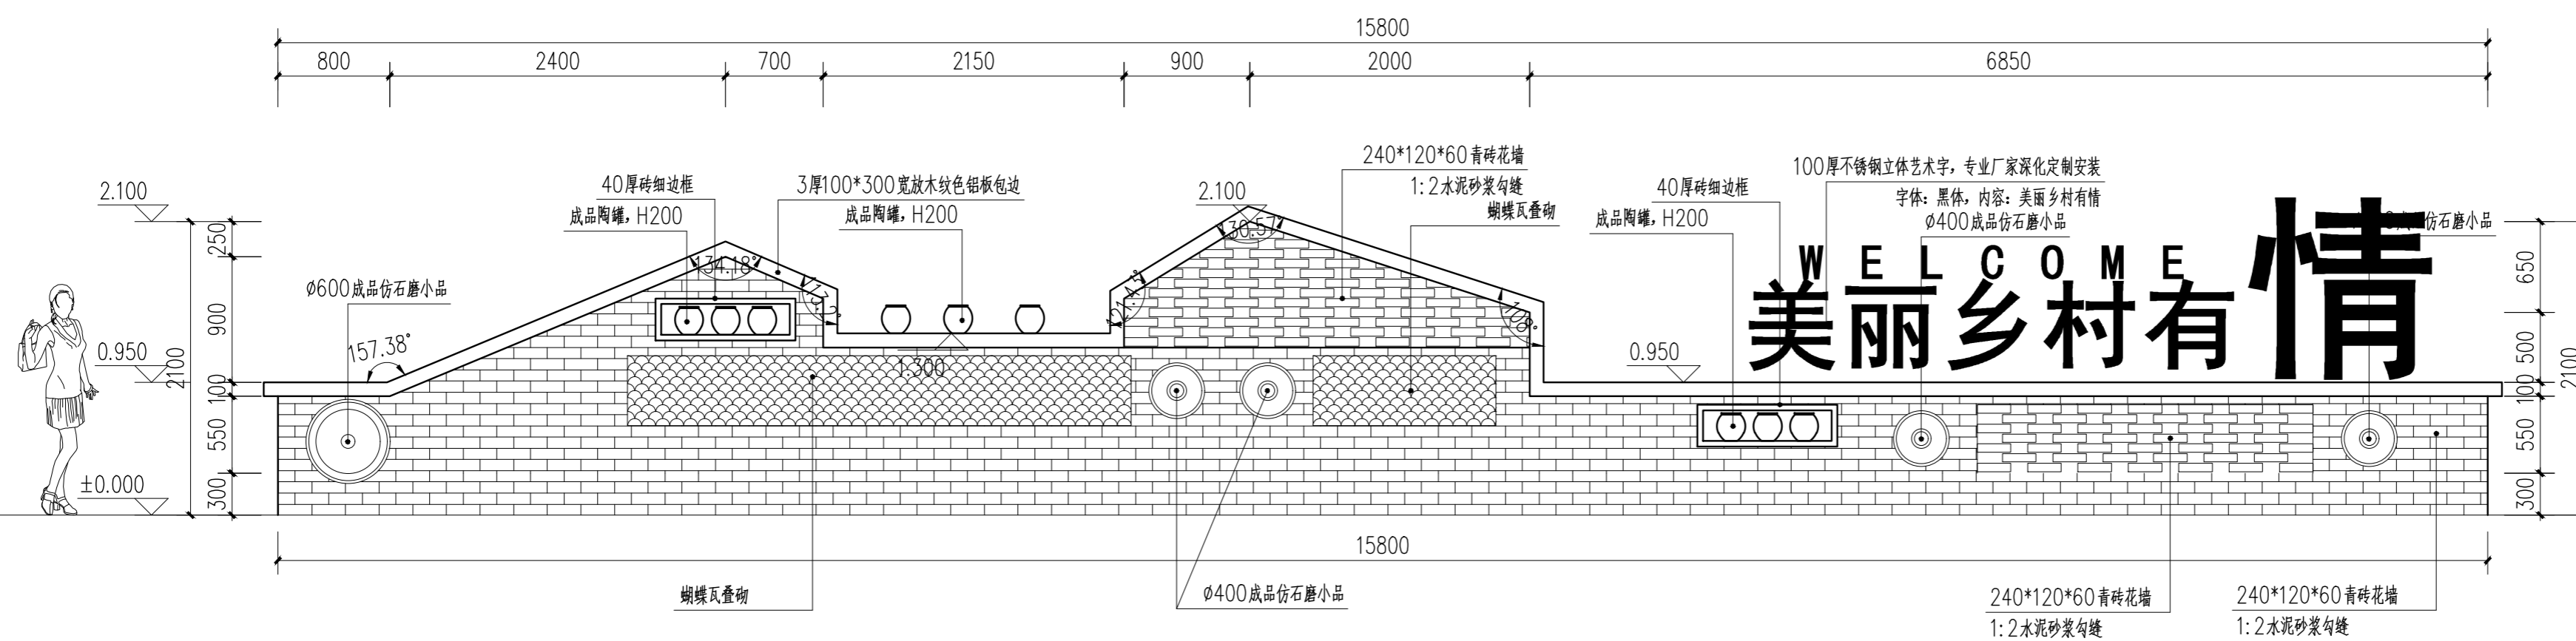 15800
800
2400
700
2150
900
2000
6850
240*120*60青砖花墙
1:2水泥砂浆勾缝
100厚不锈钢立体艺术字，专业厂家深化定制安装
字体：黑体，内容：美丽乡村有情
40厚砖细边框
成品陶罐，H200
3厚100*300宽放木纹色铝板包边
成品陶罐，H200
2.100
蝴蝶瓦叠砌
40厚砖细边框
成品陶罐，H200
Ø400成品仿石磨小品
仿石磨小品
2.100
250
900
100
550
300
2100
0.950
±0.000
Ø600成品仿石磨小品
157.38°
134.18°
130.57°
121.45°
108°
1.300
0.950
WELCOME
美丽乡村有情
650
500
100
550
300
2100
15800
蝴蝶瓦叠砌
Ø400成品仿石磨小品
240*120*60青砖花墙
1:2水泥砂浆勾缝
240*120*60青砖花墙
1:2水泥砂浆勾缝